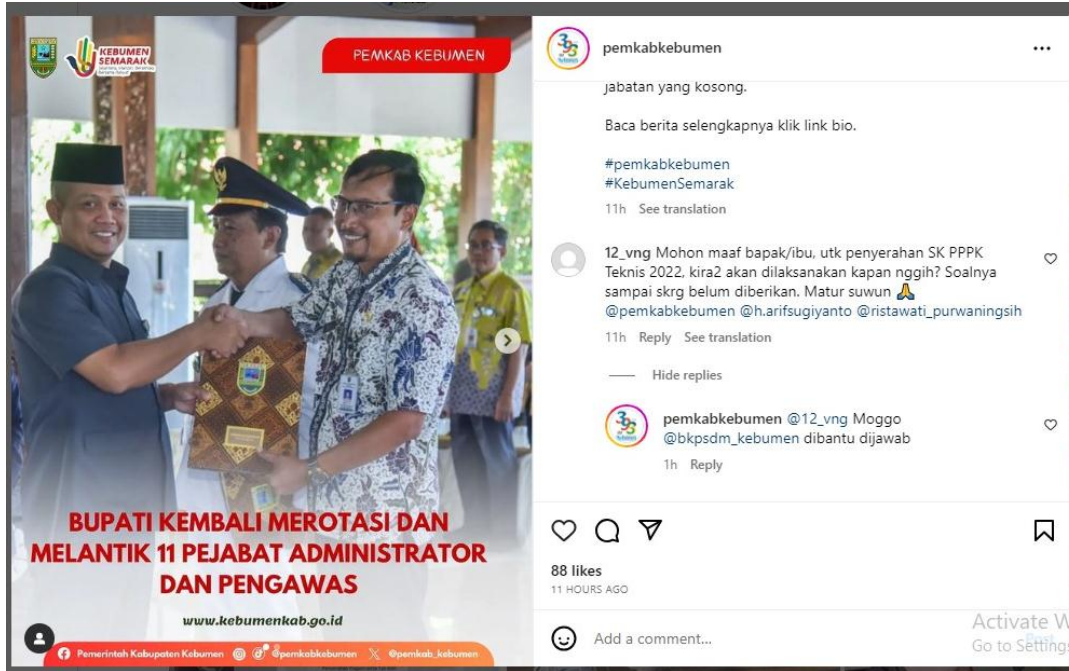 KEBUMEN
SEMARAK
PEMKAB KEBUMEN
BUPATI KEMBALI MEROTASI DAN
MELANTIK 11 PEJABAT ADMINISTRATOR
DAN PENGAWAS
www.kebumenkab.go.id
Pemerintah Kabupaten Kebumen @pemkabkebumen @pemkab_kebumen
pemkabkebumen
jabatan yang kosong.
Baca berita selengkapnya klik link bio.
#pemkabkebumen
#KebumenSemarak
11h See translation
12_vng Mohon maaf bapak/ibu, utk penyerahan SK PPPK
Teknis 2022, kira2 akan dilaksanakan kapan nggih? Soalnya
sampai skrg belum diberikan. Matur suwun 🙏
@pemkabkebumen @h.arifsugiyanto @ristawati_purwaningsih
11h Reply See translation
Hide replies
pemkabkebumen @12_vng Moggo
@bkpsdm_kebumen dibantu dijawab
1h Reply
88 likes
11 HOURS AGO
Add a comment...
Post
Activate W
Go to Settings